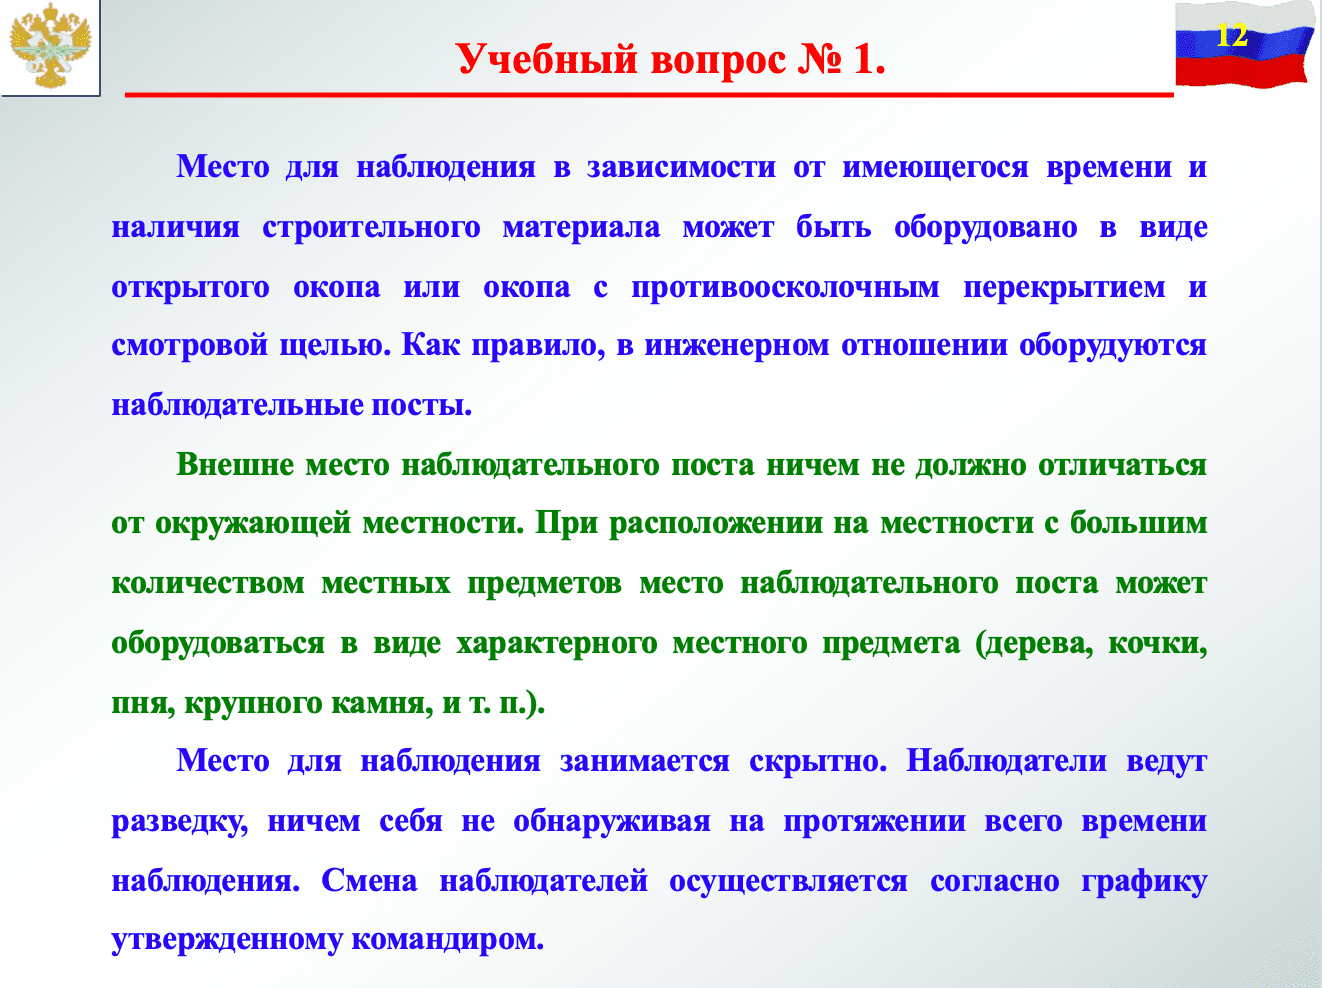 12
Учебный вопрос № 1.
Место для наблюдения в зависимости от имеющегося времени и
наличия строительного материала может быть оборудовано в виде
открытого окопа или окопа с противоосколочным перекрытием и
смотровой щелью. Как правило, в инженерном отношении оборудуются
наблюдательные посты.
Внешне место наблюдательного поста ничем не должно отличаться
от окружающей местности. При расположении на местности с большим
количеством местных предметов место наблюдательного поста может
оборудоваться в виде характерного местного предмета (дерева, кочки,
пня, крупного камня, и т. п.).
Место для наблюдения занимается скрытно. Наблюдатели ведут
разведку, ничем себя не обнаруживая на протяжении всего времени
наблюдения. Смена наблюдателей осуществляется согласно графику
утвержденному командиром.